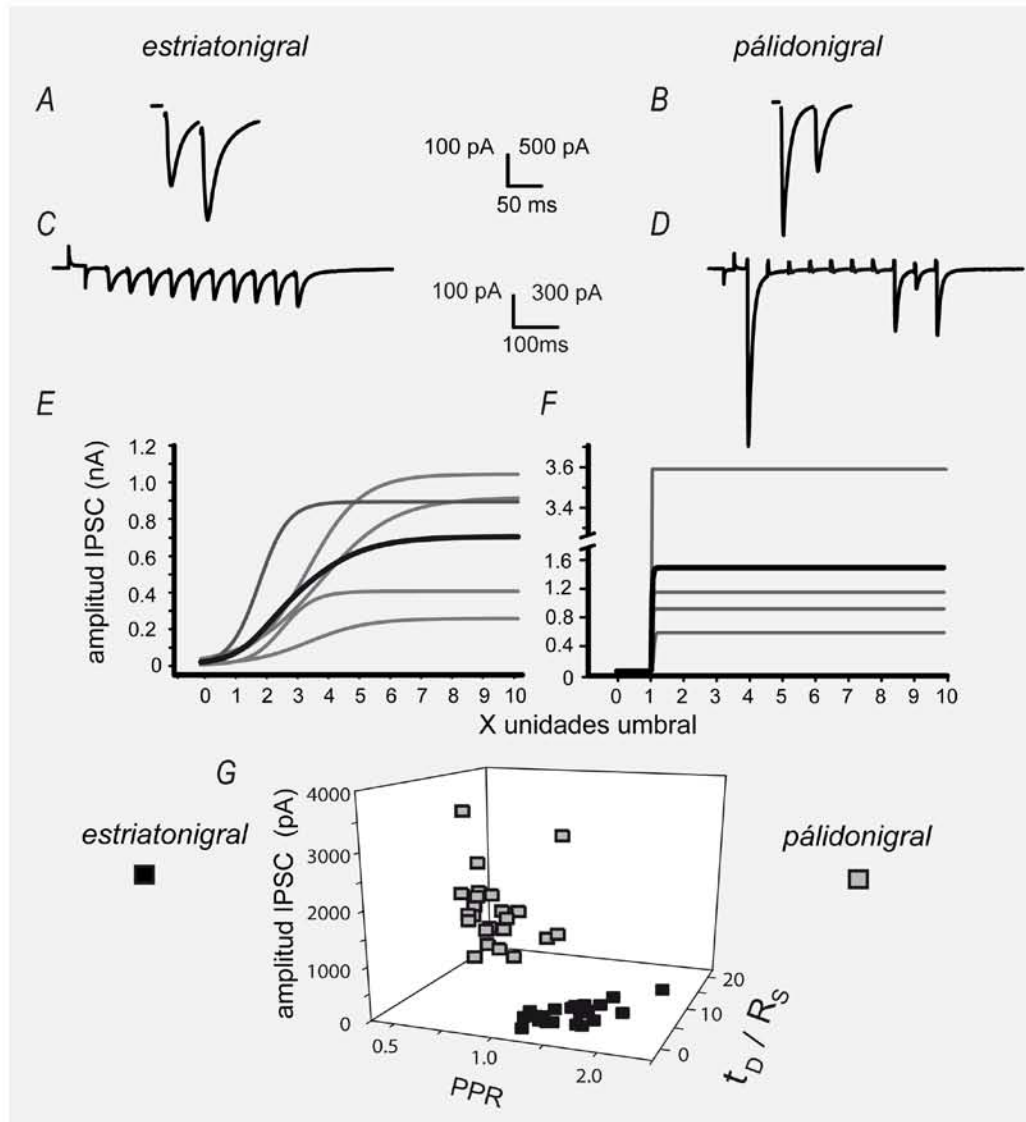 estriatonigral
pálidonigral
A
B
100 pA 500 pA
50 ms
C
D
100 pA 300 pA
100ms
E
F
amplitud IPSC (nA)
1.2
1.0
0.8
0.6
0.4
0.2
0
0 1 2 3 4 5 6 7 8 9 10
3.6
3.4
1.6
1.2
0.8
0.4
0
0 1 2 3 4 5 6 7 8 9 10
X unidades umbral
G
estriatonigral
pálidonigral
amplitud IPSC (pA)
4000
3000
2000
1000
0
0.5 1.0 2.0
PPR
20
10
0
tD / RS